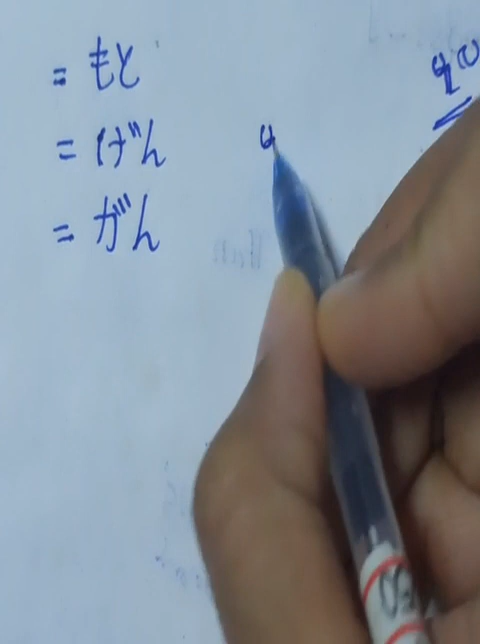 = もと
= げん
= がん